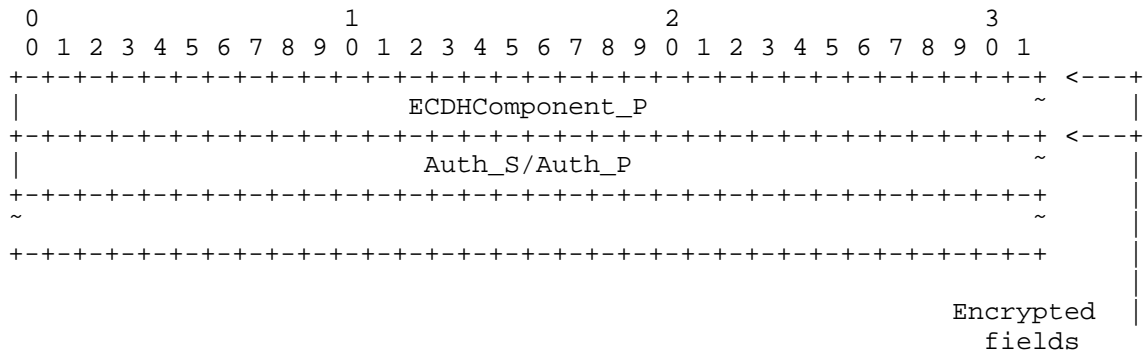 0                   1                   2                   3
 0 1 2 3 4 5 6 7 8 9 0 1 2 3 4 5 6 7 8 9 0 1 2 3 4 5 6 7 8 9 0 1
+-+-+-+-+-+-+-+-+-+-+-+-+-+-+-+-+-+-+-+-+-+-+-+-+-+-+-+-+-+-+-+-+ <---+
|                        ECDHComponent_P                        ~     |
+-+-+-+-+-+-+-+-+-+-+-+-+-+-+-+-+-+-+-+-+-+-+-+-+-+-+-+-+-+-+-+-+ <---+
|                         Auth_S/Auth_P                         ~     |
+-+-+-+-+-+-+-+-+-+-+-+-+-+-+-+-+-+-+-+-+-+-+-+-+-+-+-+-+-+-+-+-+     |
~                                                               ~     |
+-+-+-+-+-+-+-+-+-+-+-+-+-+-+-+-+-+-+-+-+-+-+-+-+-+-+-+-+-+-+-+-+     |
                                                                      |
                                                          Encrypted   |
                                                            fields